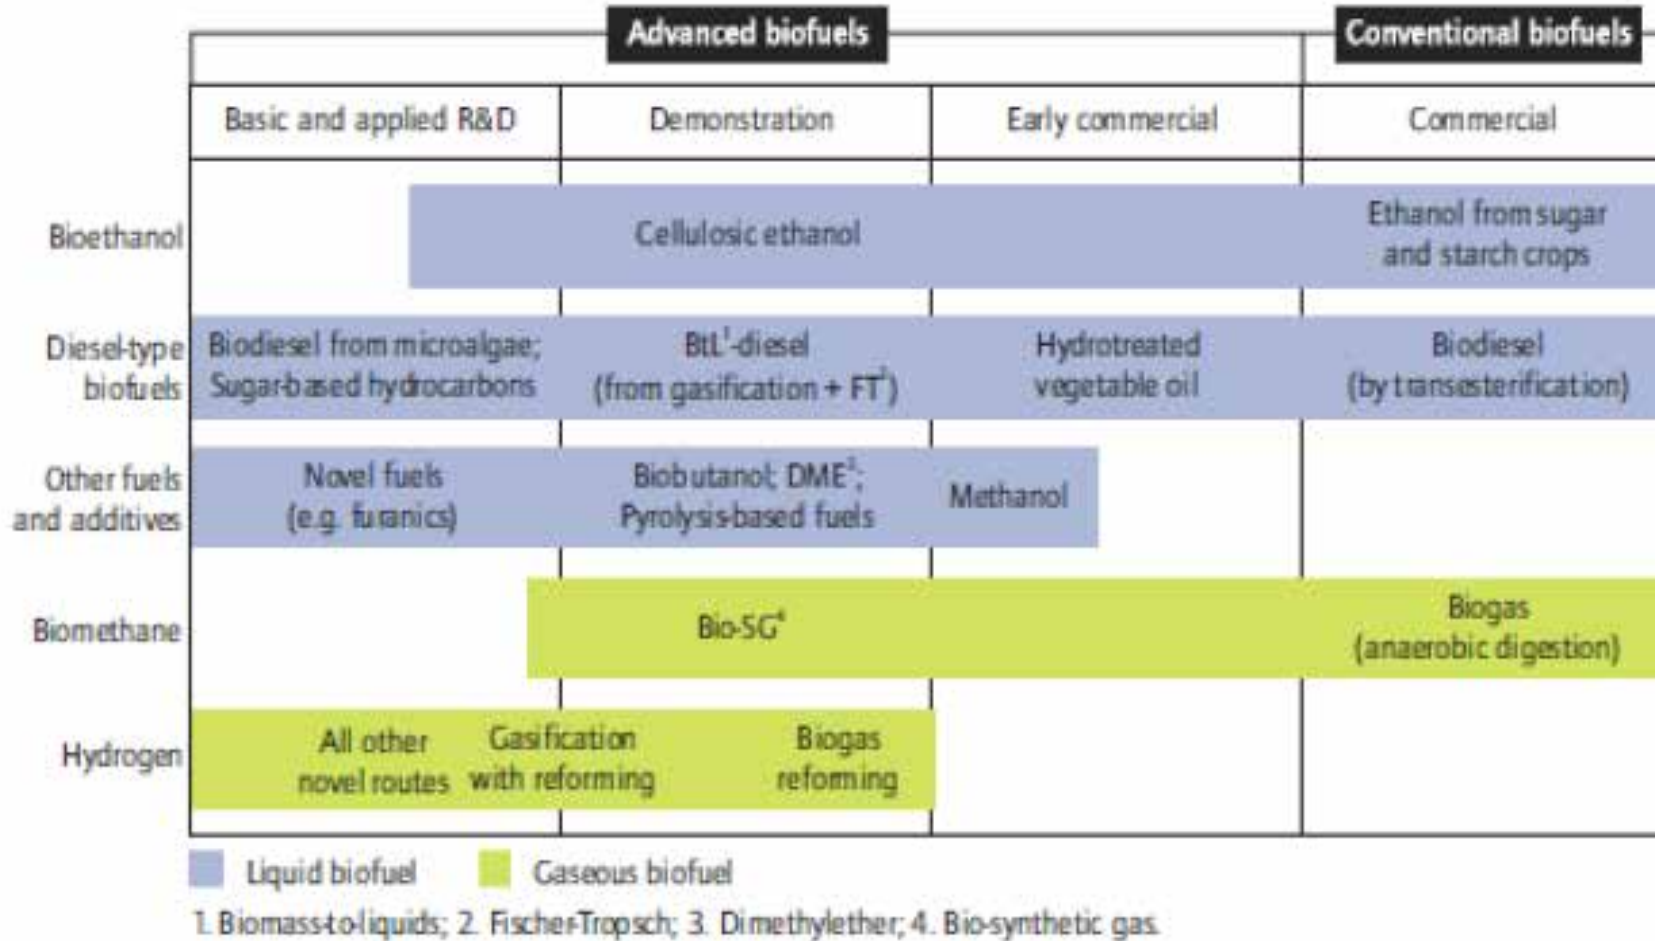 Advanced biofuels
Conventional biofuels
Basic and applied R&D
Demonstration
Early commercial
Commercial
Bioethanol
Cellulosic ethanol
Ethanol from sugar
and starch crops
Diesel-type
biofuels
Biodiesel from microalgae;
Sugar-based hydrocarbons
BtL¹-diesel
(from gasification + FT²)
Hydrotreated
vegetable oil
Biodiesel
(by transesterification)
Other fuels
and additives
Novel fuels
(e.g. furanics)
Biobutanol; DME³;
Pyrolysis-based fuels
Methanol
Biomethane
Bio-SG⁴
Biogas
(anaerobic digestion)
Hydrogen
All other
novel routes
Gasification
with reforming
Biogas
reforming
Liquid biofuel
Gaseous biofuel
1. Biomass-to-liquids; 2. Fischer-Tropsch; 3. Dimethylether; 4. Bio-synthetic gas.